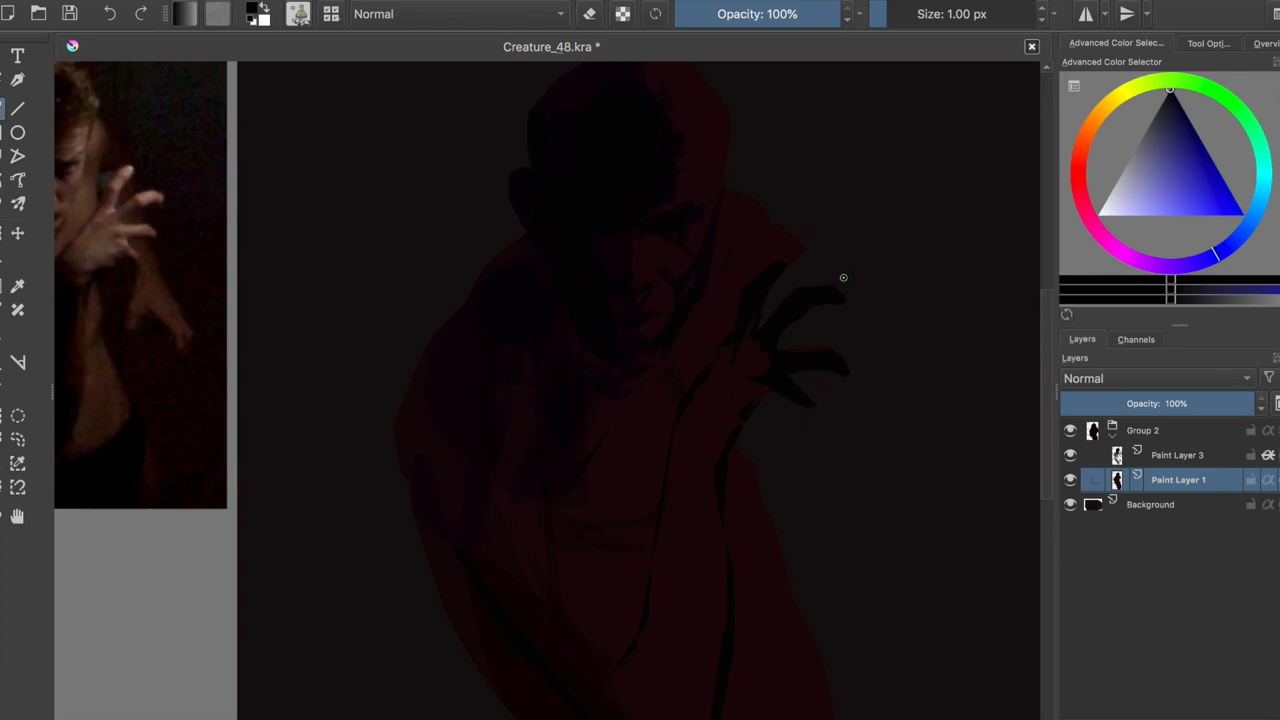 Normal
Opacity: 100%
Size: 1.00 px
Creature_48.kra *
Advanced Color Selec...
Tool Opti...
Overvi
Advanced Color Selector
Layers
Channels
Layers
Normal
Opacity: 100%
Group 2
Paint Layer 3
Paint Layer 1
Background